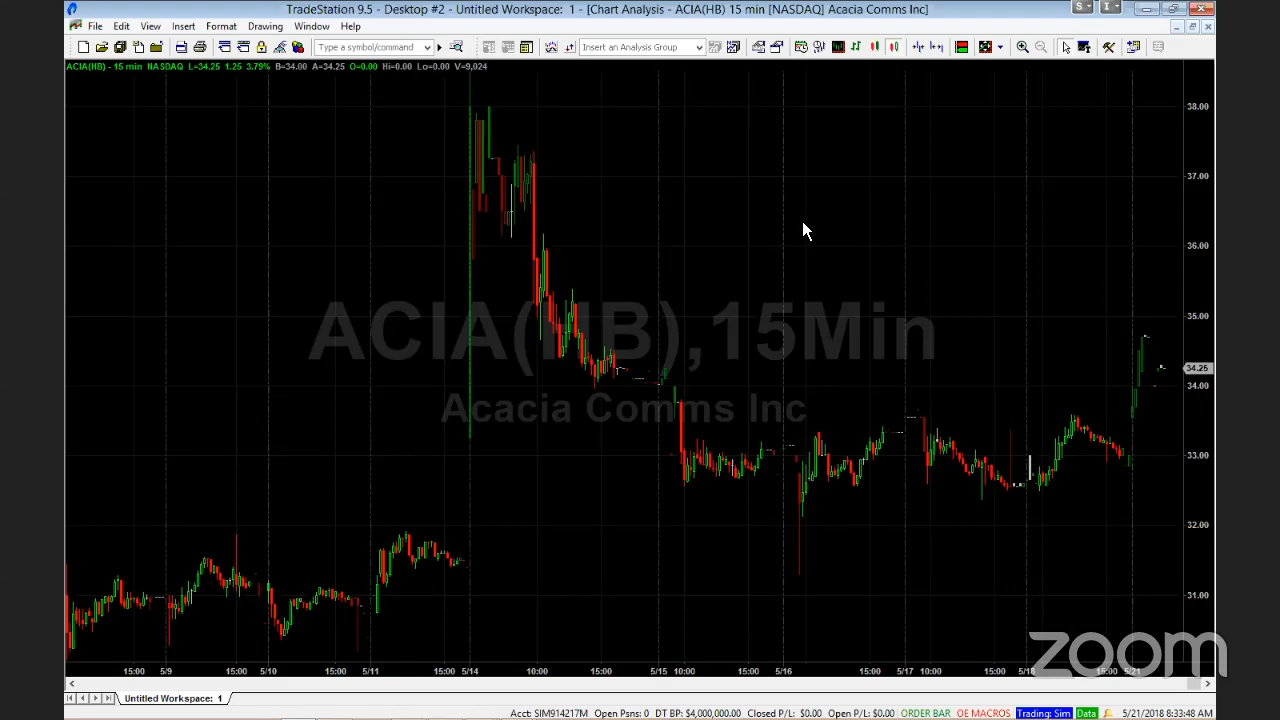 TradeStation 9.5 - Desktop #2 - Untitled Workspace: 1 - [Chart Analysis - ACIA(HB) 15 min [NASDAQ] Acacia Comms Inc]
S I
File Edit View Insert Format Drawing Window Help
Type a symbol/command Insert an Analysis Group
ACIA(HB) - 15 min NASDAQ L=34.25 1.25 3.79% B=34.00 A=34.25 O=0.00 Hi=0.00 Lo=0.00 V=9,024
38.00
37.00
36.00
35.00
ACIA(HB),15Min
34.25
34.00
Acacia Comms Inc
33.00
32.00
31.00
zoom
15:00 5/9 15:00 5/10 15:00 5/11 15:00 5/14 10:00 15:00 5/15 10:00 15:00 5/16 15:00 5/17 10:00 15:00 5/18 15:00 5/21
Untitled Workspace: 1
Acct: SIM914217M Open Psns: 0 DT BP: $4,000,000.00 Closed P/L: $0.00 Open P/L: $0.00 ORDER BAR OE MACROS Trading: Sim Data 5/21/2018 8:33:48 AM